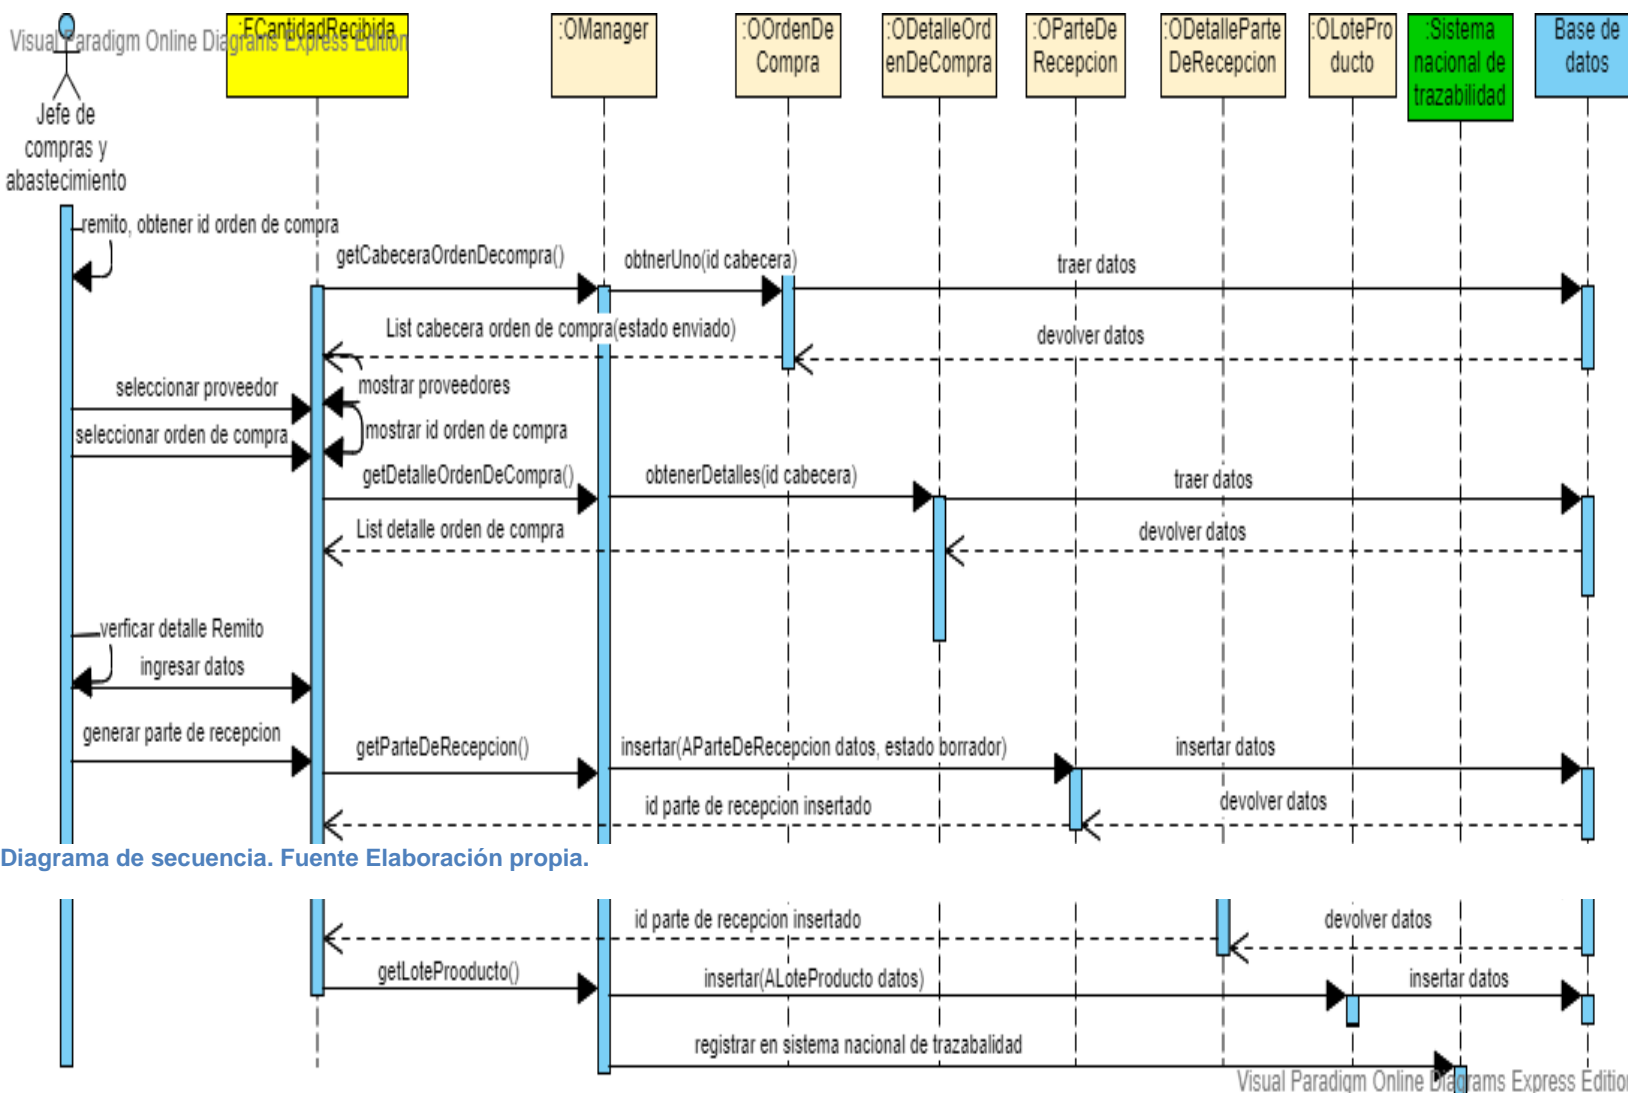 Visual Paradigm Online Diagrams Express Edition
:FCantidadRecibida
:OManager
:OOrdenDe
Compra
:ODetalleOrd
enDeCompra
:OParteDe
Recepcion
:ODetalleParte
DeRecepcion
:OLotePro
ducto
:Sistema
nacional de
trazabilidad
Base de
datos
Jefe de
compras y
abastecimiento
remito, obtener id orden de compra
getCabeceraOrdenDecompra()
obtnerUno(id cabecera)
traer datos
List cabecera orden de compra(estado enviado)
devolver datos
mostrar proveedores
seleccionar proveedor
mostrar id orden de compra
seleccionar orden de compra
getDetalleOrdenDeCompra()
obtenerDetalles(id cabecera)
traer datos
List detalle orden de compra
devolver datos
verficar detalle Remito
ingresar datos
generar parte de recepcion
getParteDeRecepcion()
insertar(AParteDeRecepcion datos, estado borrador)
insertar datos
id parte de recepcion insertado
devolver datos
Diagrama de secuencia. Fuente Elaboración propia.
id parte de recepcion insertado
devolver datos
getLoteProoducto()
insertar(ALoteProducto datos)
insertar datos
registrar en sistema nacional de trazabalidad
Visual Paradigm Online Diagrams Express Edition